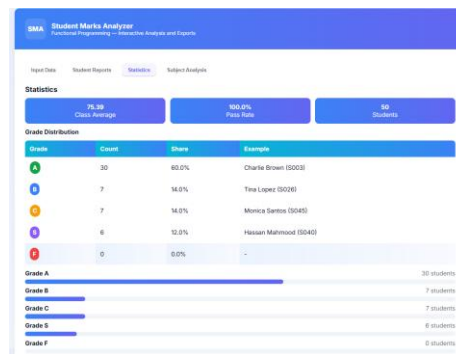 SMA
Student Marks Analyzer
Functional Programming — Interactive Analysis and Exports
Input Data Student Reports Statistics Subject Analysis
Statistics
75.39 100.0% 50
Class Average Pass Rate Students
Grade Distribution
Grade Count Share Example
A 30 60.0% Charlie Brown (S003)
B 7 14.0% Tina Lopez (S026)
C 7 14.0% Monica Santos (S045)
S 6 12.0% Hassan Mahmood (S040)
F 0 0.0% -
Grade A 30 students
Grade B 7 students
Grade C 7 students
Grade S 6 students
Grade F 0 students